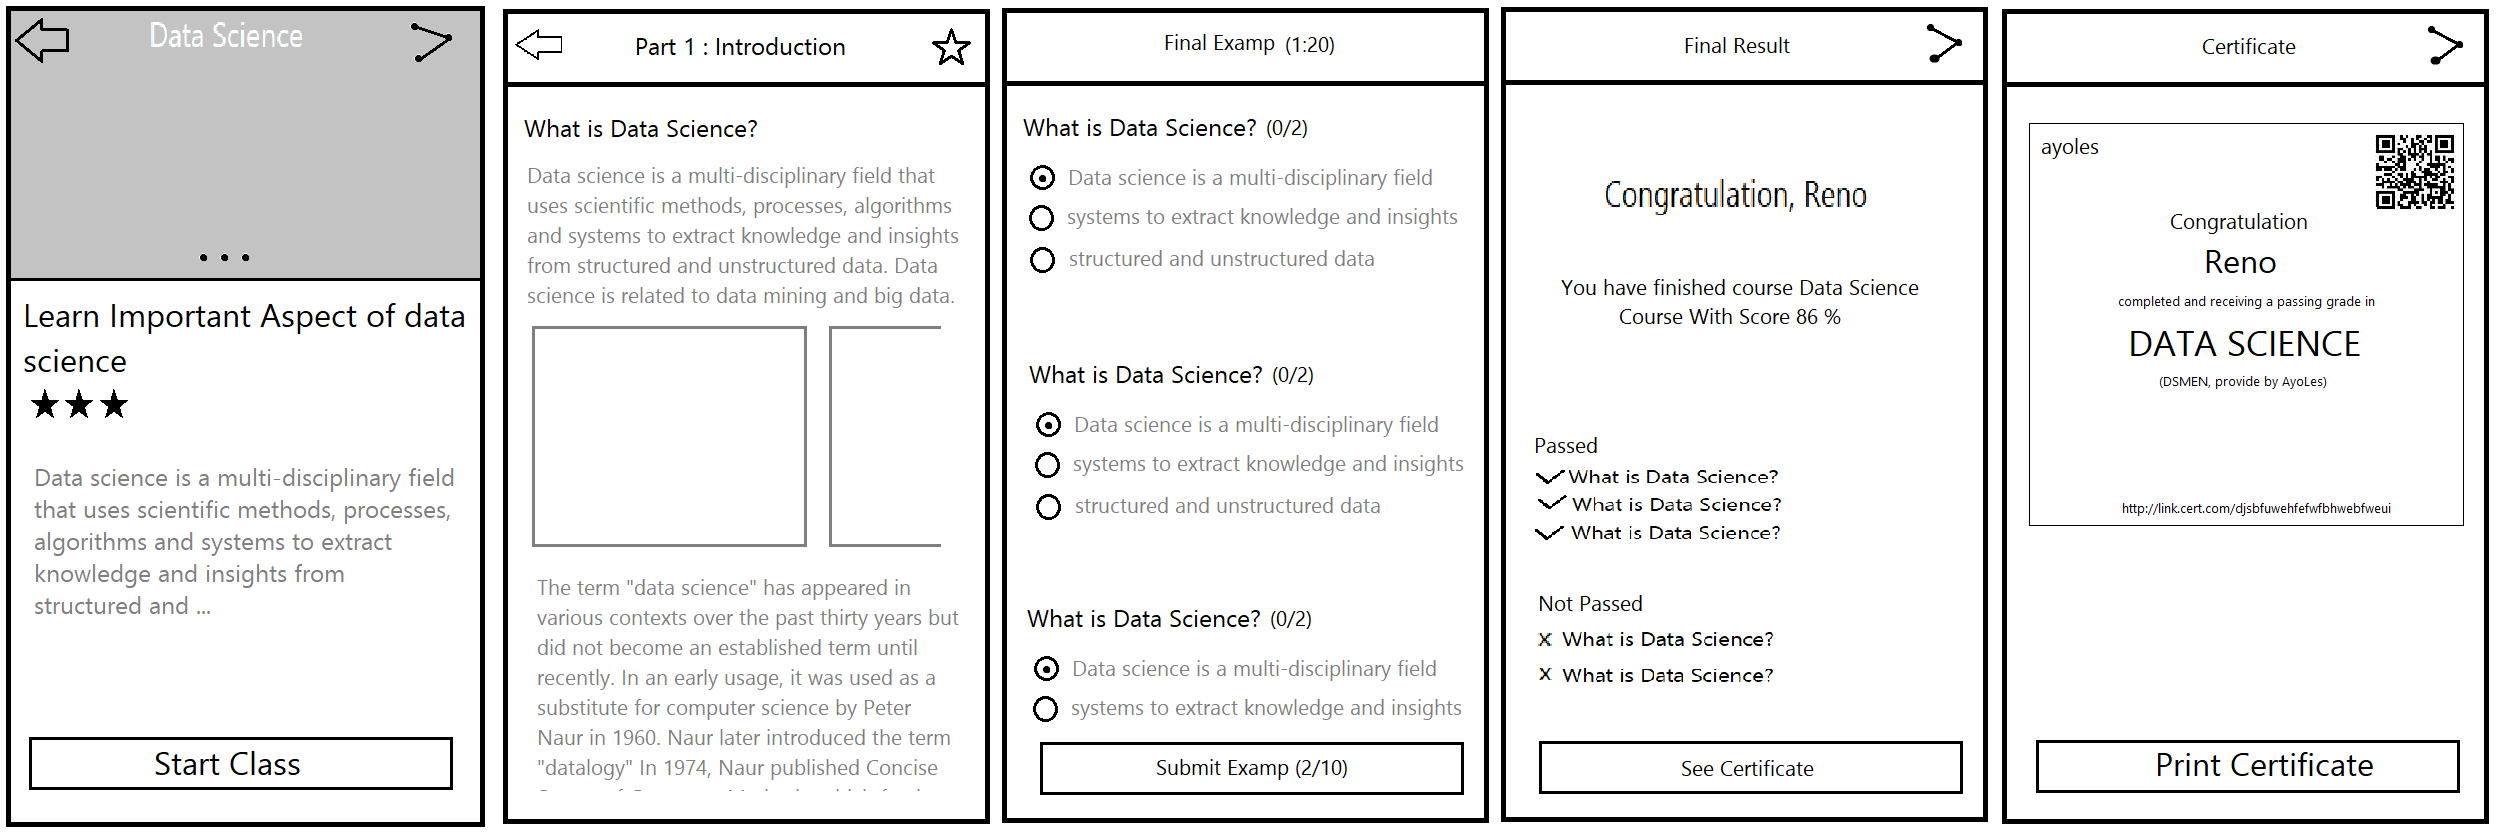 Data Science
Learn Important Aspect of data
science
Data science is a multi-disciplinary field
that uses scientific methods, processes,
algorithms and systems to extract
knowledge and insights from
structured and ...
Start Class
Part 1 : Introduction
What is Data Science?
Data science is a multi-disciplinary field that
uses scientific methods, processes, algorithms
and systems to extract knowledge and insights
from structured and unstructured data. Data
science is related to data mining and big data.
The term "data science" has appeared in
various contexts over the past thirty years but
did not become an established term until
recently. In an early usage, it was used as a
substitute for computer science by Peter
Naur in 1960. Naur later introduced the term
"datalogy" In 1974, Naur published Concise
Final Examp (1:20)
What is Data Science? (0/2)
Data science is a multi-disciplinary field
systems to extract knowledge and insights
structured and unstructured data
What is Data Science? (0/2)
Data science is a multi-disciplinary field
systems to extract knowledge and insights
structured and unstructured data
What is Data Science? (0/2)
Data science is a multi-disciplinary field
systems to extract knowledge and insights
Submit Examp (2/10)
Final Result
Congratulation, Reno
You have finished course Data Science
Course With Score 86 %
Passed
What is Data Science?
What is Data Science?
What is Data Science?
Not Passed
x What is Data Science?
x What is Data Science?
See Certificate
Certificate
ayoles
Congratulation
Reno
completed and receiving a passing grade in
DATA SCIENCE
(DSMEN, provide by AyoLes)
http://link.cert.com/djsbfuwehfefwfbhwebfweui
Print Certificate